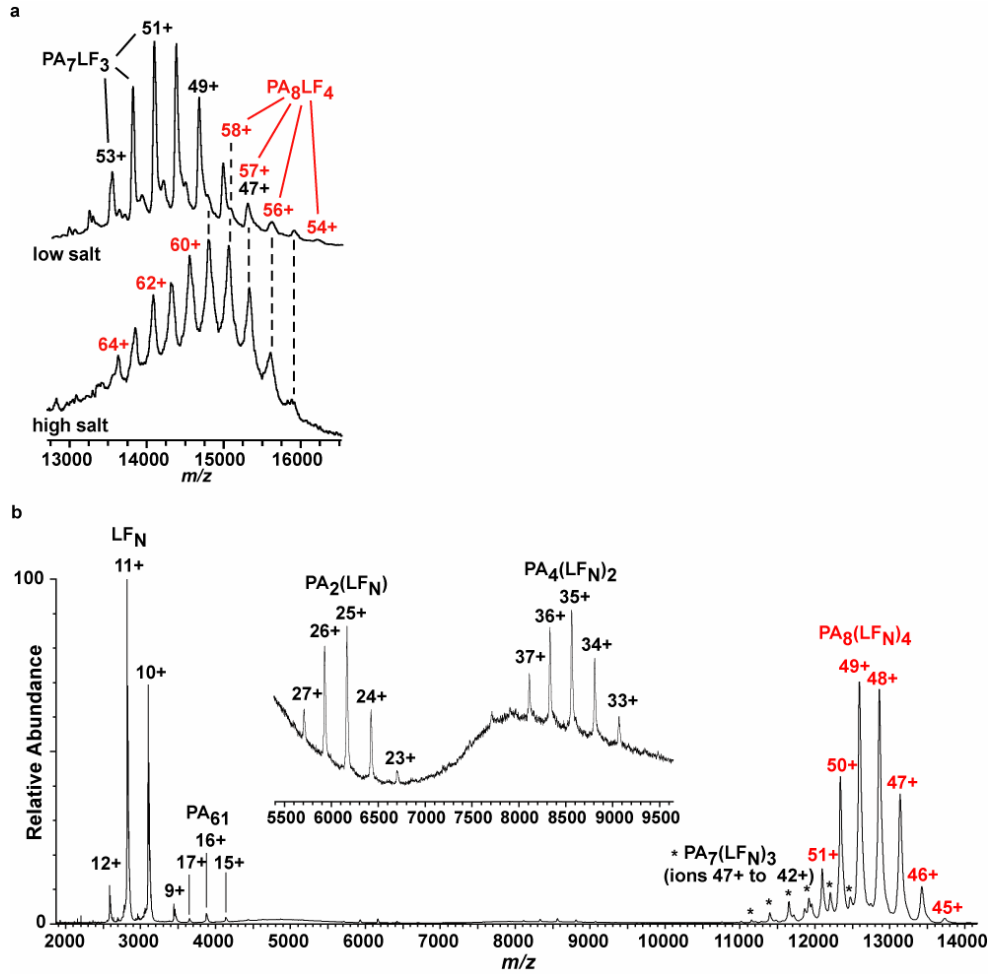 a
51+
PA7LF3
49+
PA8LF4
58+
53+
57+
47+
56+
54+
low salt
60+
62+
64+
high salt
13000 14000 15000 16000
m/z
b
LFN
11+
100
PA2(LFN)
PA4(LFN)2
25+
35+
26+
36+
34+
PA8(LFN)4
10+
37+
49+
48+
27+
24+
33+
23+
50+
47+
Relative Abundance
PA61
5500 6000 6500 7000 7500 8000 8500 9000 9500
16+
* PA7(LFN)3
12+
17+
15+
(ions 47+ to 42+)
51+
9+
* * * * * *
46+
45+
0
2000 3000 4000 5000 6000 7000 8000 9000 10000 11000 12000 13000 14000
m/z